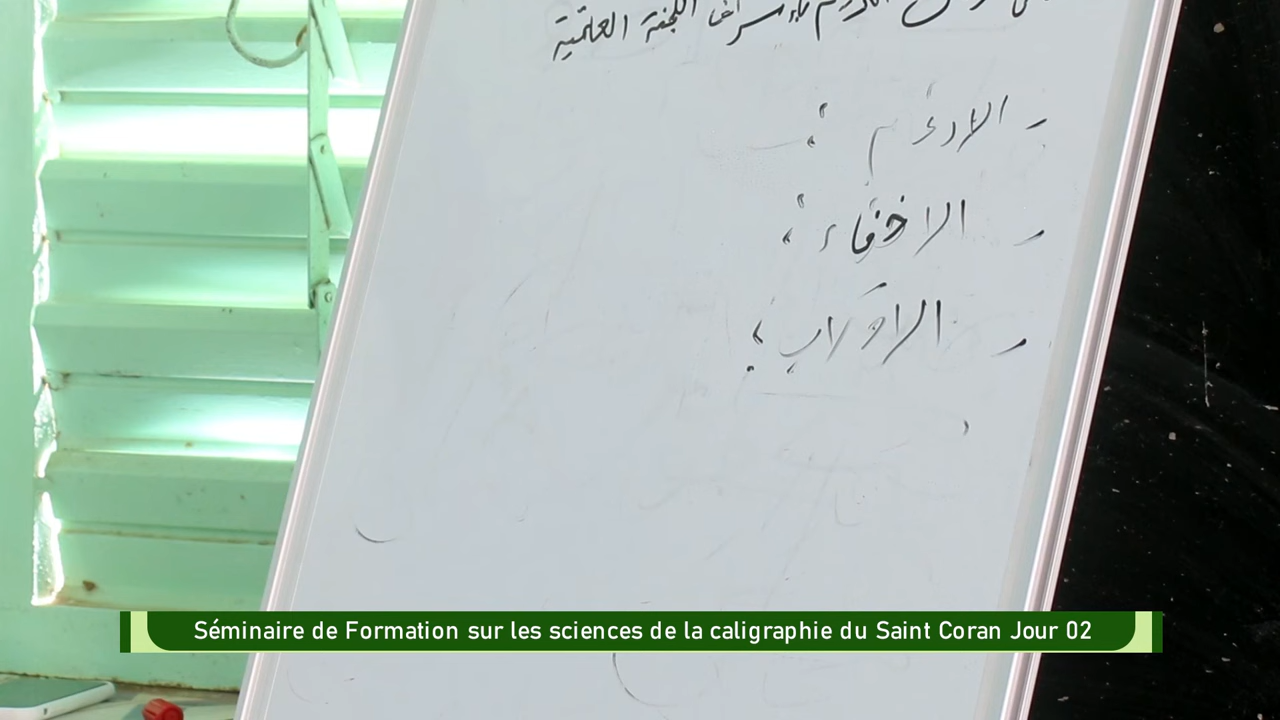 بإشراف اللجنة العلمية
- الإدغام :
- الإخفاء :
- الإقلاب :
Séminaire de Formation sur les sciences de la caligraphie du Saint Coran Jour 02